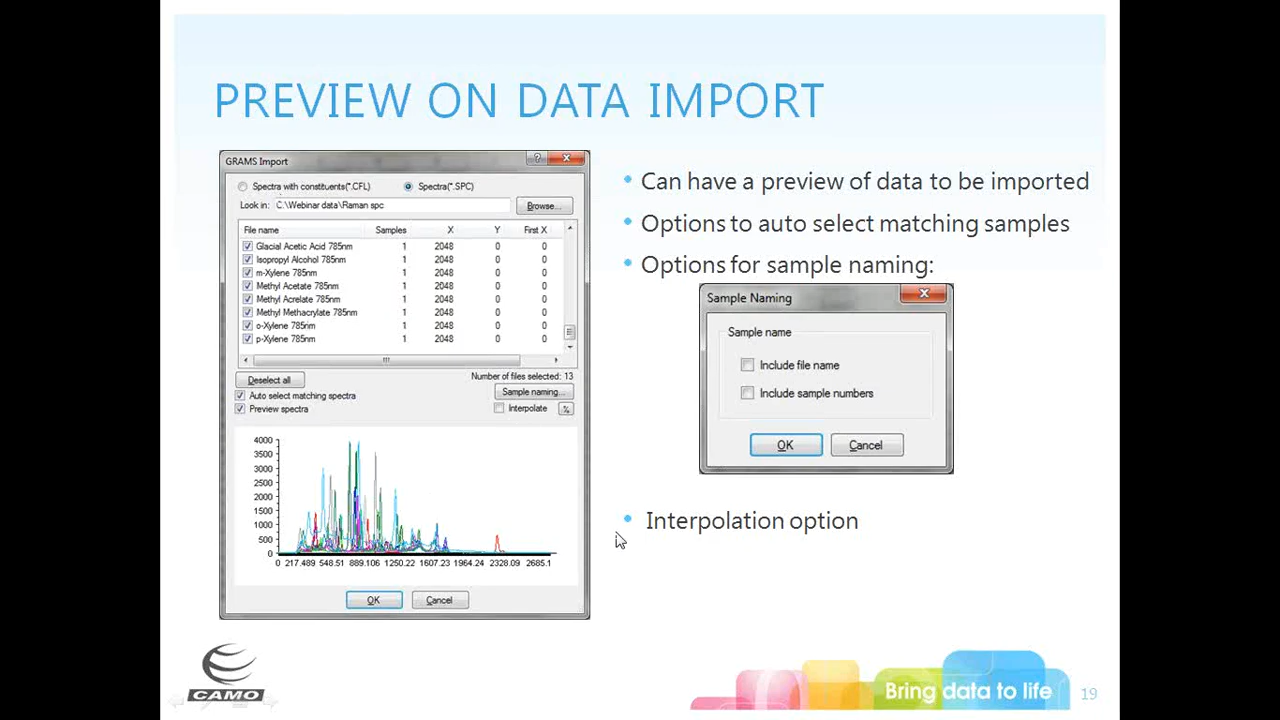 PREVIEW ON DATA IMPORT
GRAMS Import
Spectra with constituents(*.CFL) Spectra(*.SPC)
Look in: C:\Webinar data\Raman spc Browse...
File name Samples X Y First X
Glacial Acetic Acid 785nm 1 2048 0 0
Isopropyl Alcohol 785nm 1 2048 0 0
m-Xylene 785nm 1 2048 0 0
Methyl Acetate 785nm 1 2048 0 0
Methyl Acrelate 785nm 1 2048 0 0
Methyl Methacrylate 785nm 1 2048 0 0
o-Xylene 785nm 1 2048 0 0
p-Xylene 785nm 1 2048 0 0
Number of files selected: 13
Deselect all
Sample naming...
Auto select matching spectra
Preview spectra
Interpolate %
4000
3500
3000
2500
2000
1500
1000
500
0
0 217.489 548.51 889.106 1250.22 1607.23 1964.24 2328.09 2685.1
OK Cancel
• Can have a preview of data to be imported
• Options to auto select matching samples
• Options for sample naming:
Sample Naming
Sample name
Include file name
Include sample numbers
OK Cancel
• Interpolation option
CAMO
Bring data to life
19